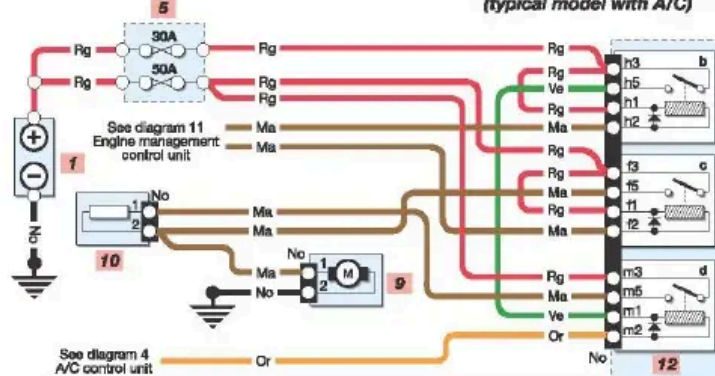 (typical model with A/C)
5
30A
50A
Rg
Rg
Rg
Rg
Rg
Rg
Rg
Ve
Rg
Ma
Rg
Rg
Ma
Rg
Ma
Rg
Ma
Ve
Or
h3
h5
h1
h2
b
f3
f5
f1
f2
c
m3
m5
m1
m2
d
See diagram 11
Engine management
control unit
Ma
Ma
1
No
No
1
2
10
Ma
Ma
Ma
No
No
1
2
M
9
See diagram 4
A/C control unit
Or
No
12